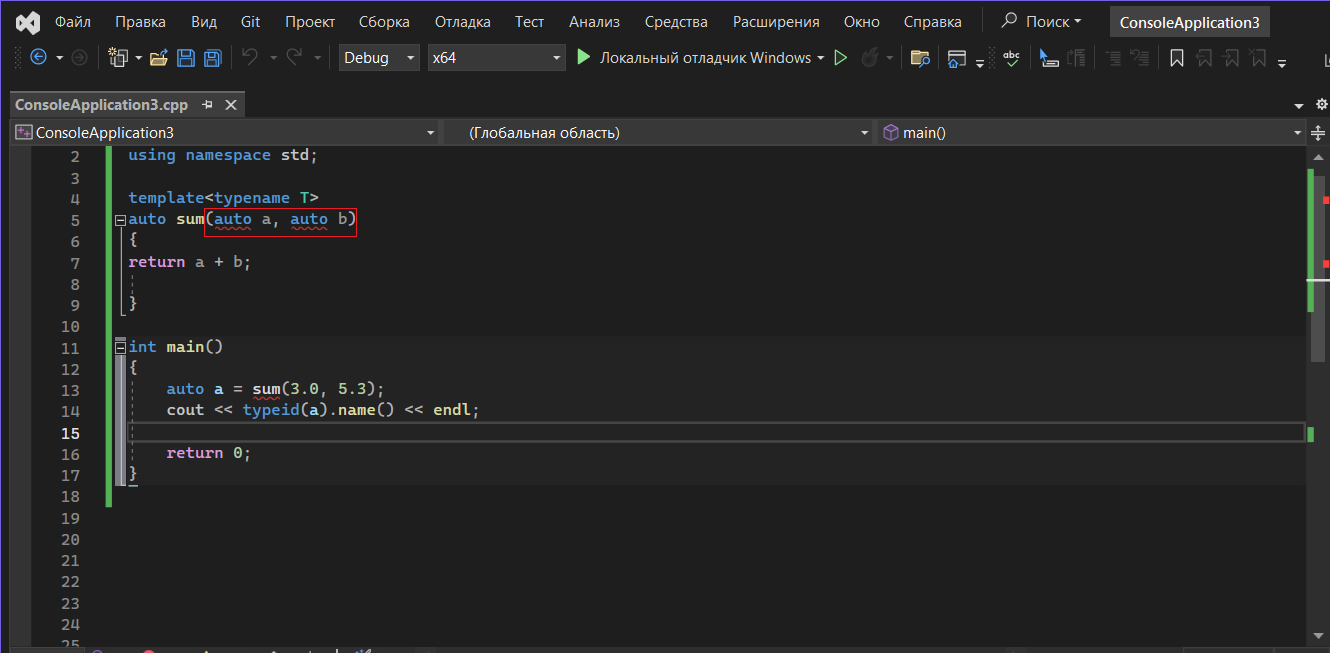 Файл Правка Вид Git Проект Сборка Отладка Тест Анализ Средства Расширения Окно Справка Поиск ConsoleApplication3
Debug x64 Локальный отладчик Windows abc
ConsoleApplication3.cpp
ConsoleApplication3 (Глобальная область) main()
2 using namespace std;
3
4 template<typename T>
5 auto sum(auto a, auto b)
6 {
7 return a + b;
8
9 }
10
11 int main()
12 {
13 auto a = sum(3.0, 5.3);
14 cout << typeid(a).name() << endl;
15
16 return 0;
17 }
18
19
20
21
22
23
24
25